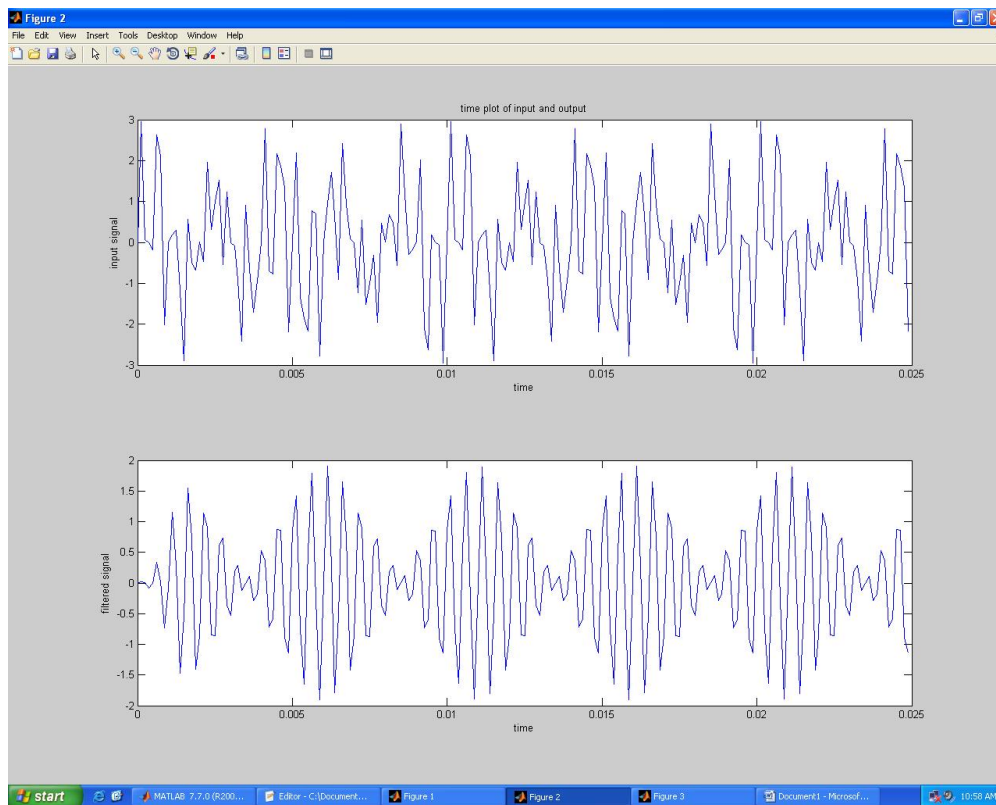 Figure 2
File Edit View Insert Tools Desktop Window Help
time plot of input and output
3
2
1
0
-1
-2
-3
input signal
0 0.005 0.01 0.015 0.02 0.025
time
2
1.5
1
0.5
0
-0.5
-1
-1.5
-2
filtered signal
0 0.005 0.01 0.015 0.02 0.025
time
start MATLAB 7.7.0 (R200... Editor - C:\Document... Figure 1 Figure 2 Figure 3 Document1 - Microsof... 10:58 AM